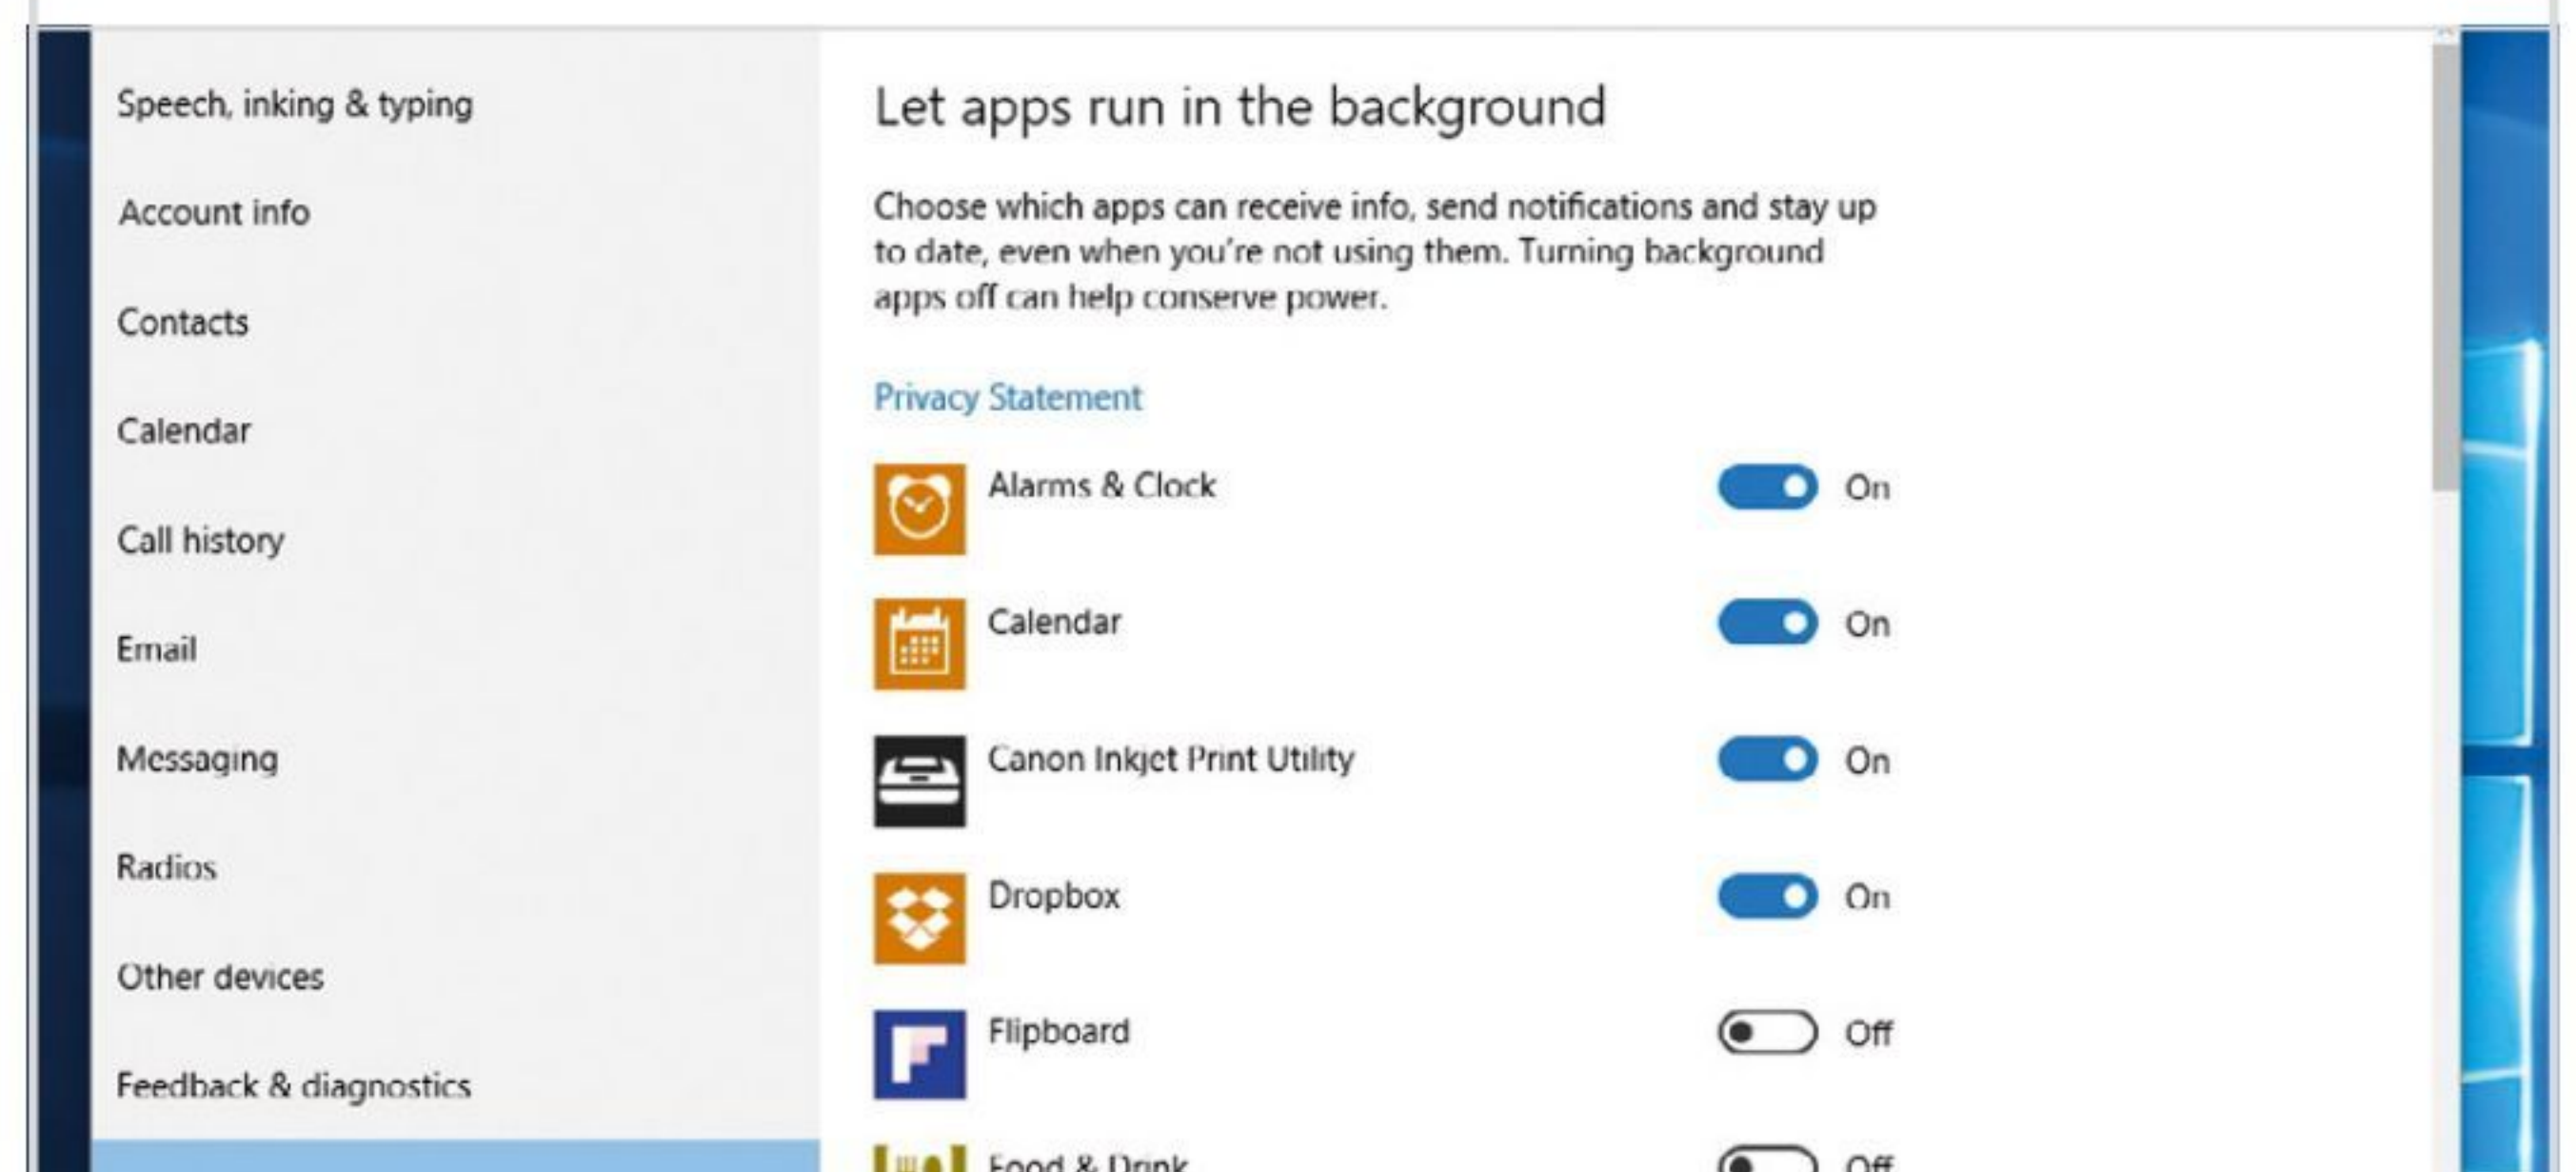 Speech, inking & typing
Account info
Contacts
Calendar
Call history
Email
Messaging
Radios
Other devices
Feedback & diagnostics
Let apps run in the background
Choose which apps can receive info, send notifications and stay up
to date, even when you're not using them. Turning background
apps off can help conserve power.
Privacy Statement
Alarms & Clock On
Calendar On
Canon Inkjet Print Utility On
Dropbox On
Flipboard Off
Food & Drink Off